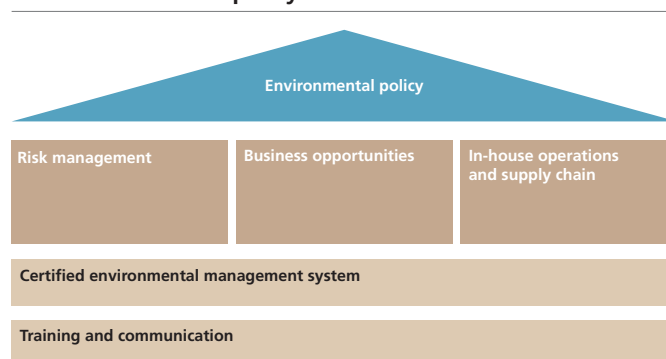 Environmental policy
Risk management
Business opportunities
In-house operations
and supply chain
Certified environmental management system
Training and communication